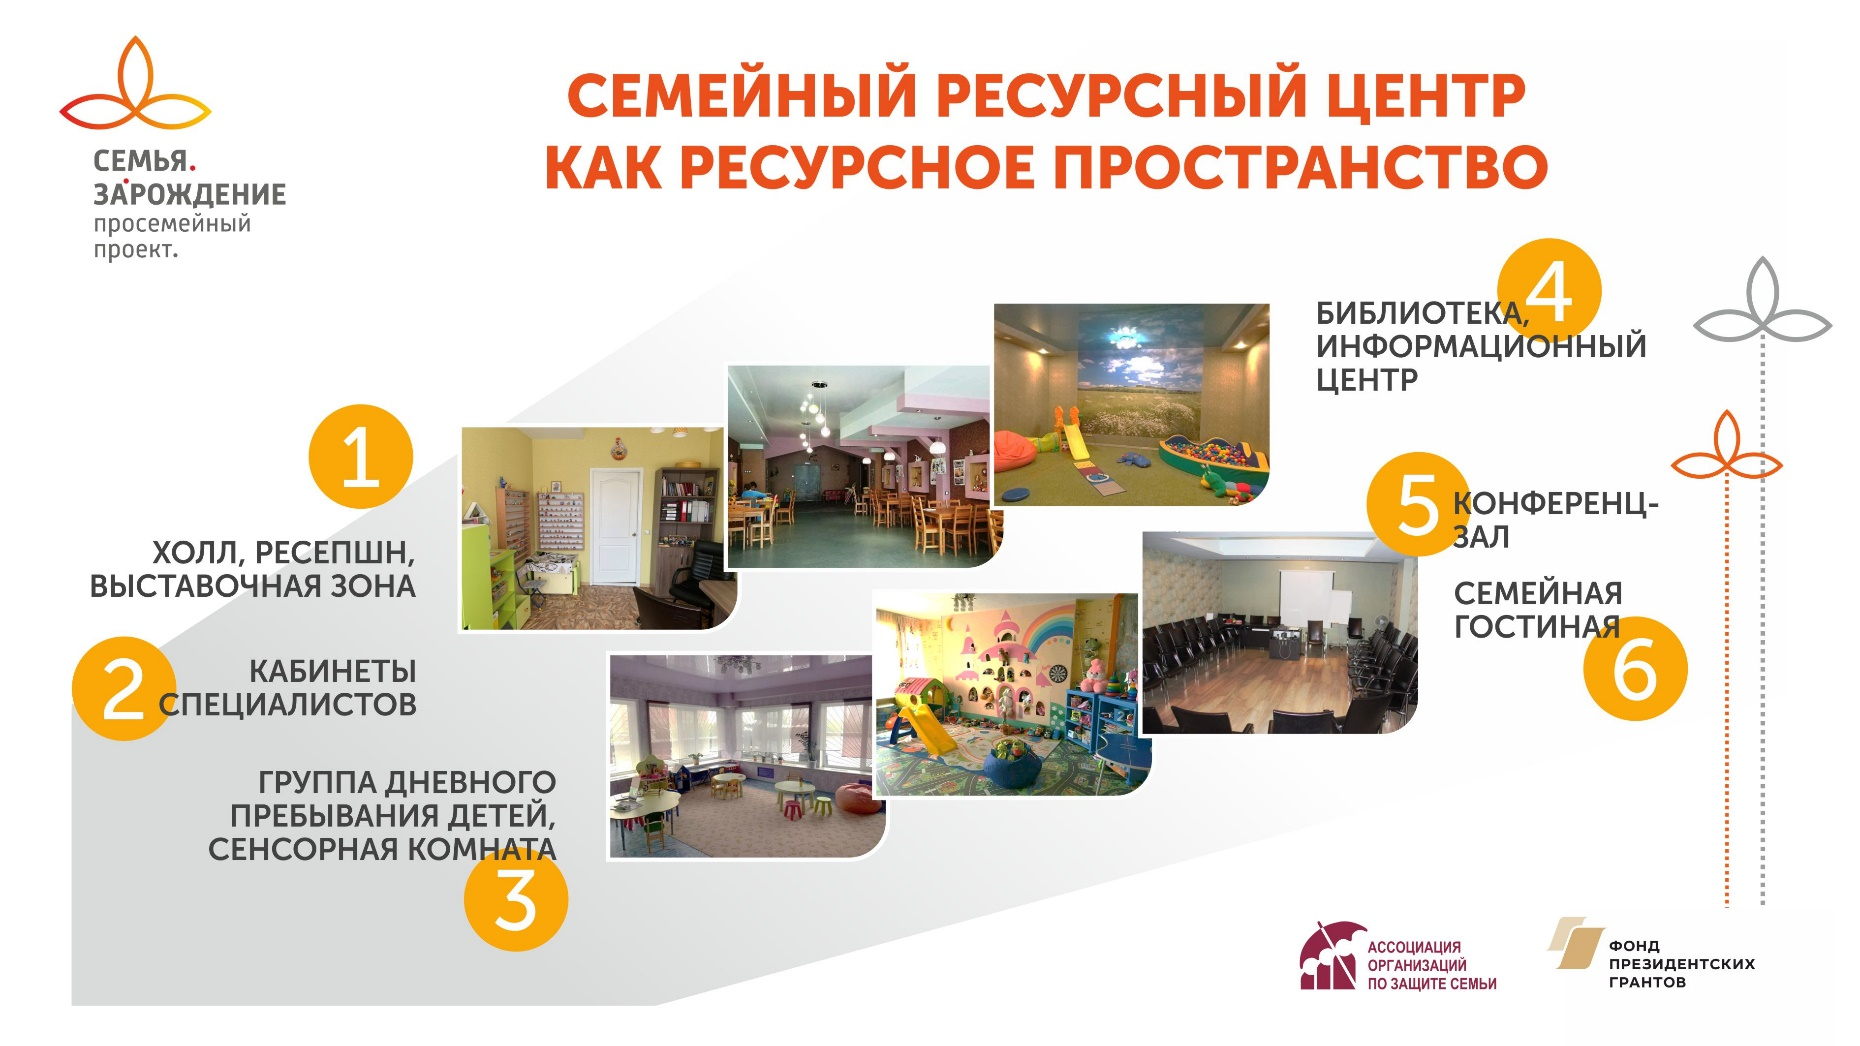 СЕМЬЯ.
ЗАРОЖДЕНИЕ
просемейный
проект.
СЕМЕЙНЫЙ РЕСУРСНЫЙ ЦЕНТР
КАК РЕСУРСНОЕ ПРОСТРАНСТВО
1
ХОЛЛ, РЕСЕПШН,
ВЫСТАВОЧНАЯ ЗОНА
2
КАБИНЕТЫ
СПЕЦИАЛИСТОВ
ГРУППА ДНЕВНОГО
ПРЕБЫВАНИЯ ДЕТЕЙ,
СЕНСОРНАЯ КОМНАТА
3
4
БИБЛИОТЕКА,
ИНФОРМАЦИОННЫЙ
ЦЕНТР
5
КОНФЕРЕНЦ-
ЗАЛ
СЕМЕЙНАЯ
ГОСТИНАЯ
6
АССОЦИАЦИЯ
ОРГАНИЗАЦИЙ
ПО ЗАЩИТЕ СЕМЬИ
ФОНД
ПРЕЗИДЕНТСКИХ
ГРАНТОВ